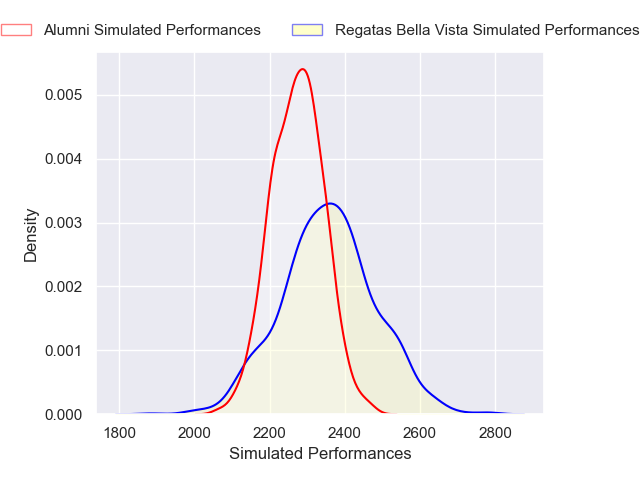 Alumni Simulated Performances
Regatas Bella Vista Simulated Performances
0.005
0.004
0.003
0.002
0.001
0.000
Density
1800 2000 2200 2400 2600 2800
Simulated Performances